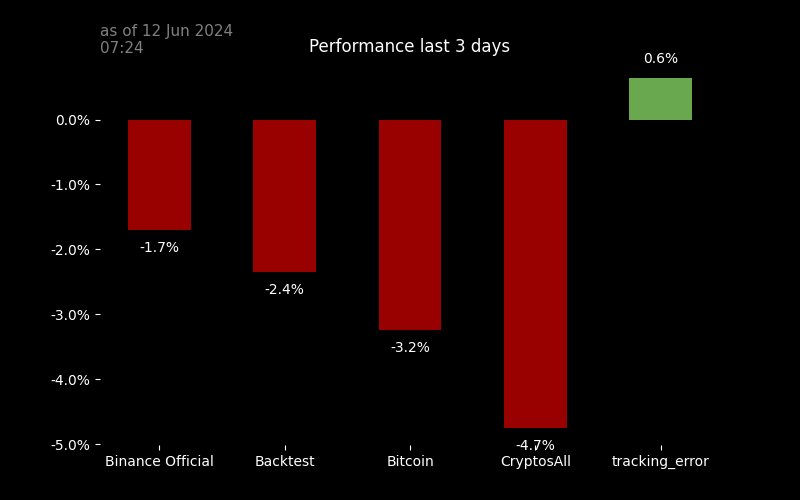 as of 12 Jun 2024
07:24
Performance last 3 days
0.6%
0.0%
-1.0%
-2.0%
-3.0%
-4.0%
-5.0%
-1.7%
-2.4%
-3.2%
-4.7%
Binance Official
Backtest
Bitcoin
CryptosAll
tracking_error